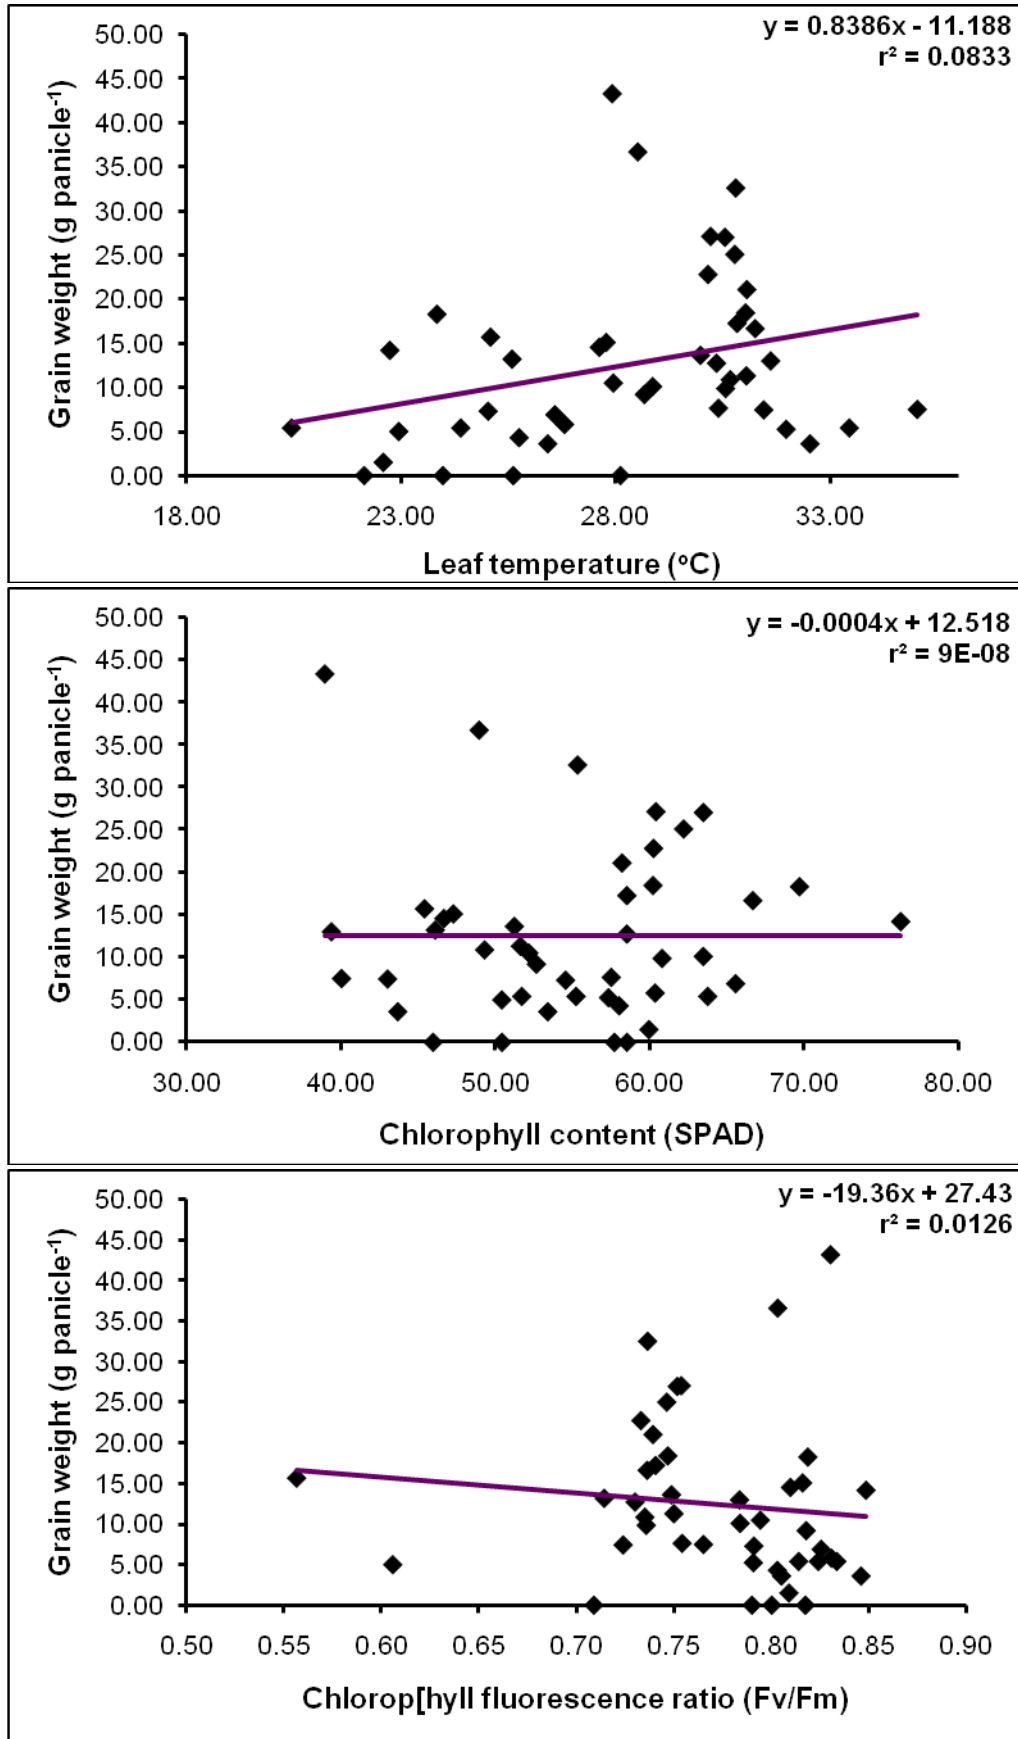 y = 0.8386x - 11.188
r² = 0.0833
50.00
45.00
40.00
35.00
30.00
25.00
20.00
15.00
10.00
5.00
0.00
Grain weight (g panicle⁻¹)
18.00 23.00 28.00 33.00
Leaf temperature (ºC)
y = -0.0004x + 12.518
r² = 9E-08
50.00
45.00
40.00
35.00
30.00
25.00
20.00
15.00
10.00
5.00
0.00
Grain weight (g panicle⁻¹)
30.00 40.00 50.00 60.00 70.00 80.00
Chlorophyll content (SPAD)
y = -19.36x + 27.43
r² = 0.0126
50.00
45.00
40.00
35.00
30.00
25.00
20.00
15.00
10.00
5.00
0.00
Grain weight (g panicle⁻¹)
0.50 0.55 0.60 0.65 0.70 0.75 0.80 0.85 0.90
Chlorop[hyll fluorescence ratio (Fv/Fm)